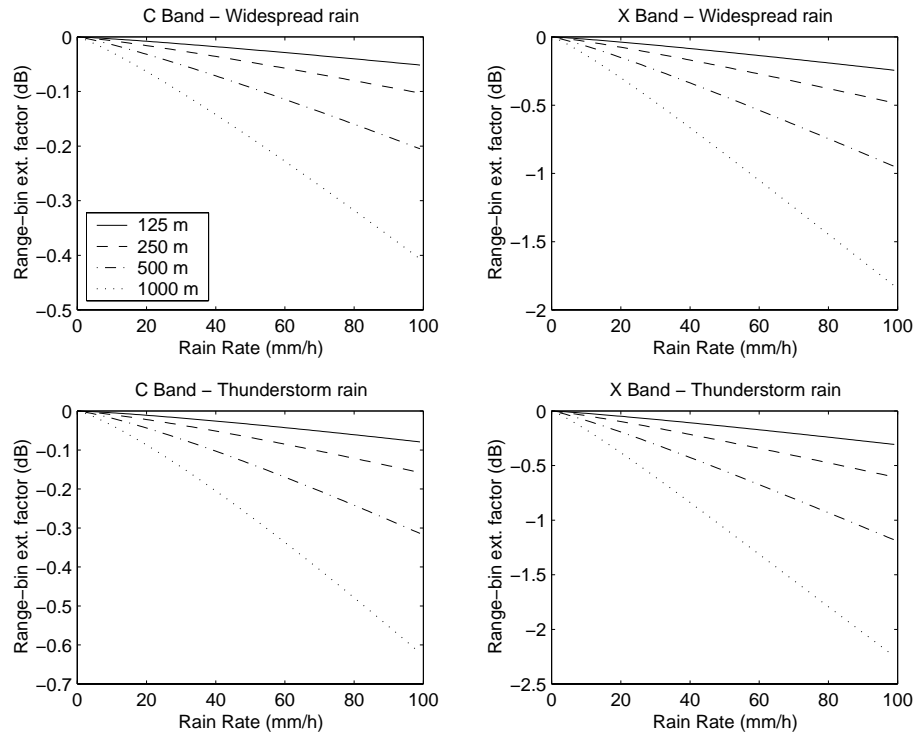 C Band − Widespread rain
0
−0.1
−0.2
−0.3
−0.4
−0.5
Range−bin ext. factor (dB)
125 m
250 m
500 m
1000 m
0 20 40 60 80 100
Rain Rate (mm/h)
X Band − Widespread rain
0
−0.5
−1
−1.5
−2
Range−bin ext. factor (dB)
0 20 40 60 80 100
Rain Rate (mm/h)
C Band − Thunderstorm rain
0
−0.1
−0.2
−0.3
−0.4
−0.5
−0.6
−0.7
Range−bin ext. factor (dB)
0 20 40 60 80 100
Rain Rate (mm/h)
X Band − Thunderstorm rain
0
−0.5
−1
−1.5
−2
−2.5
Range−bin ext. factor (dB)
0 20 40 60 80 100
Rain Rate (mm/h)